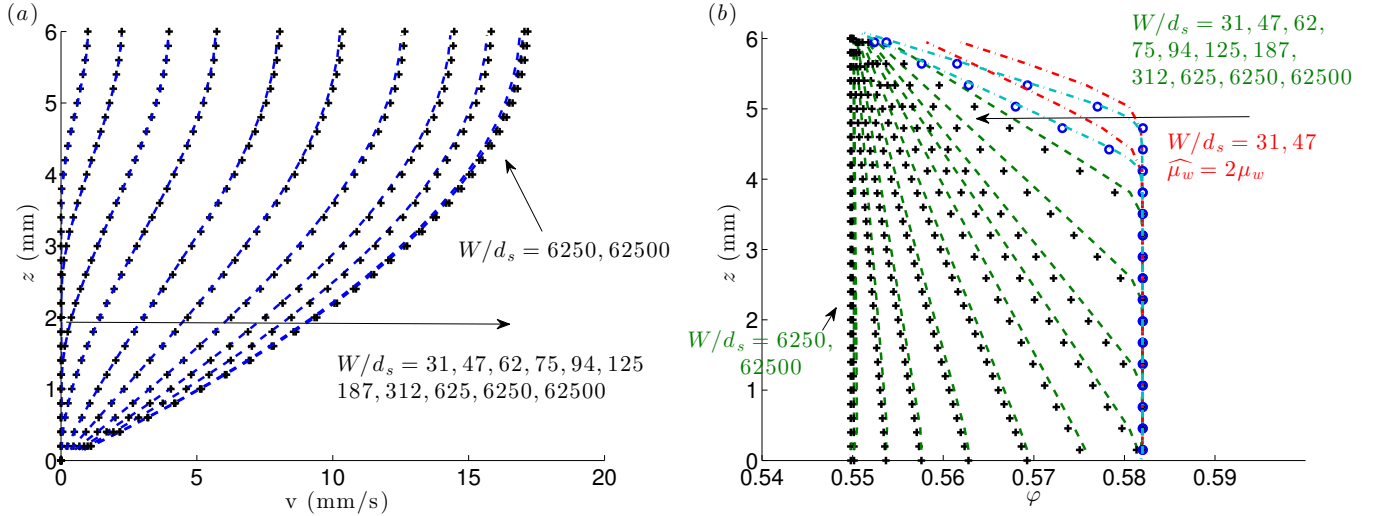 (a)
6
5
4
3
2
1
0
z (mm)
0
5
10
15
20
v (mm/s)
W/d_s = 6250, 62500
W/d_s = 31, 47, 62, 75, 94, 125
187, 312, 625, 6250, 62500
(b)
6
5
4
3
2
1
0
z (mm)
0.54
0.55
0.56
0.57
0.58
0.59
φ
W/d_s = 31, 47, 62,
75, 94, 125, 187,
312, 625, 6250, 62500
W/d_s = 31, 47
\widehat{μ_w} = 2μ_w
W/d_s = 6250,
62500